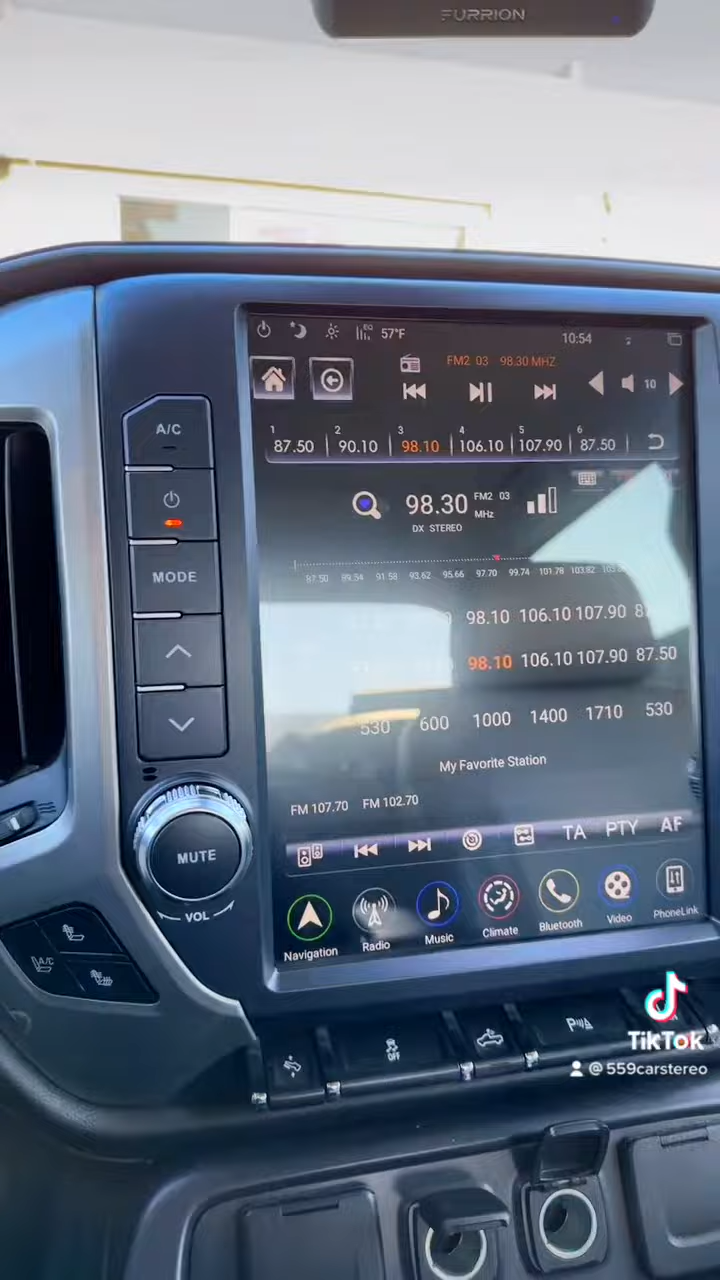 FURRION
EQ 57°F 10:54
FM2 03 98.30 MHZ
10
1 2 3 4 5 6
87.50 90.10 98.10 106.10 107.90 87.50
98.30 FM2 03
MHz
DX STEREO
87.50 89.54 91.58 93.62 95.66 97.70 99.74 101.78 103.82
98.10 106.10 107.90
98.10 106.10 107.90 87.50
530 600 1000 1400 1710 530
My Favorite Station
FM 107.70 FM 102.70
TA PTY AF
Navigation Radio Music Climate Bluetooth Video PhoneLink
A/C
MODE
MUTE
VOL
A/C
OFF
TikTok
@559carstereo